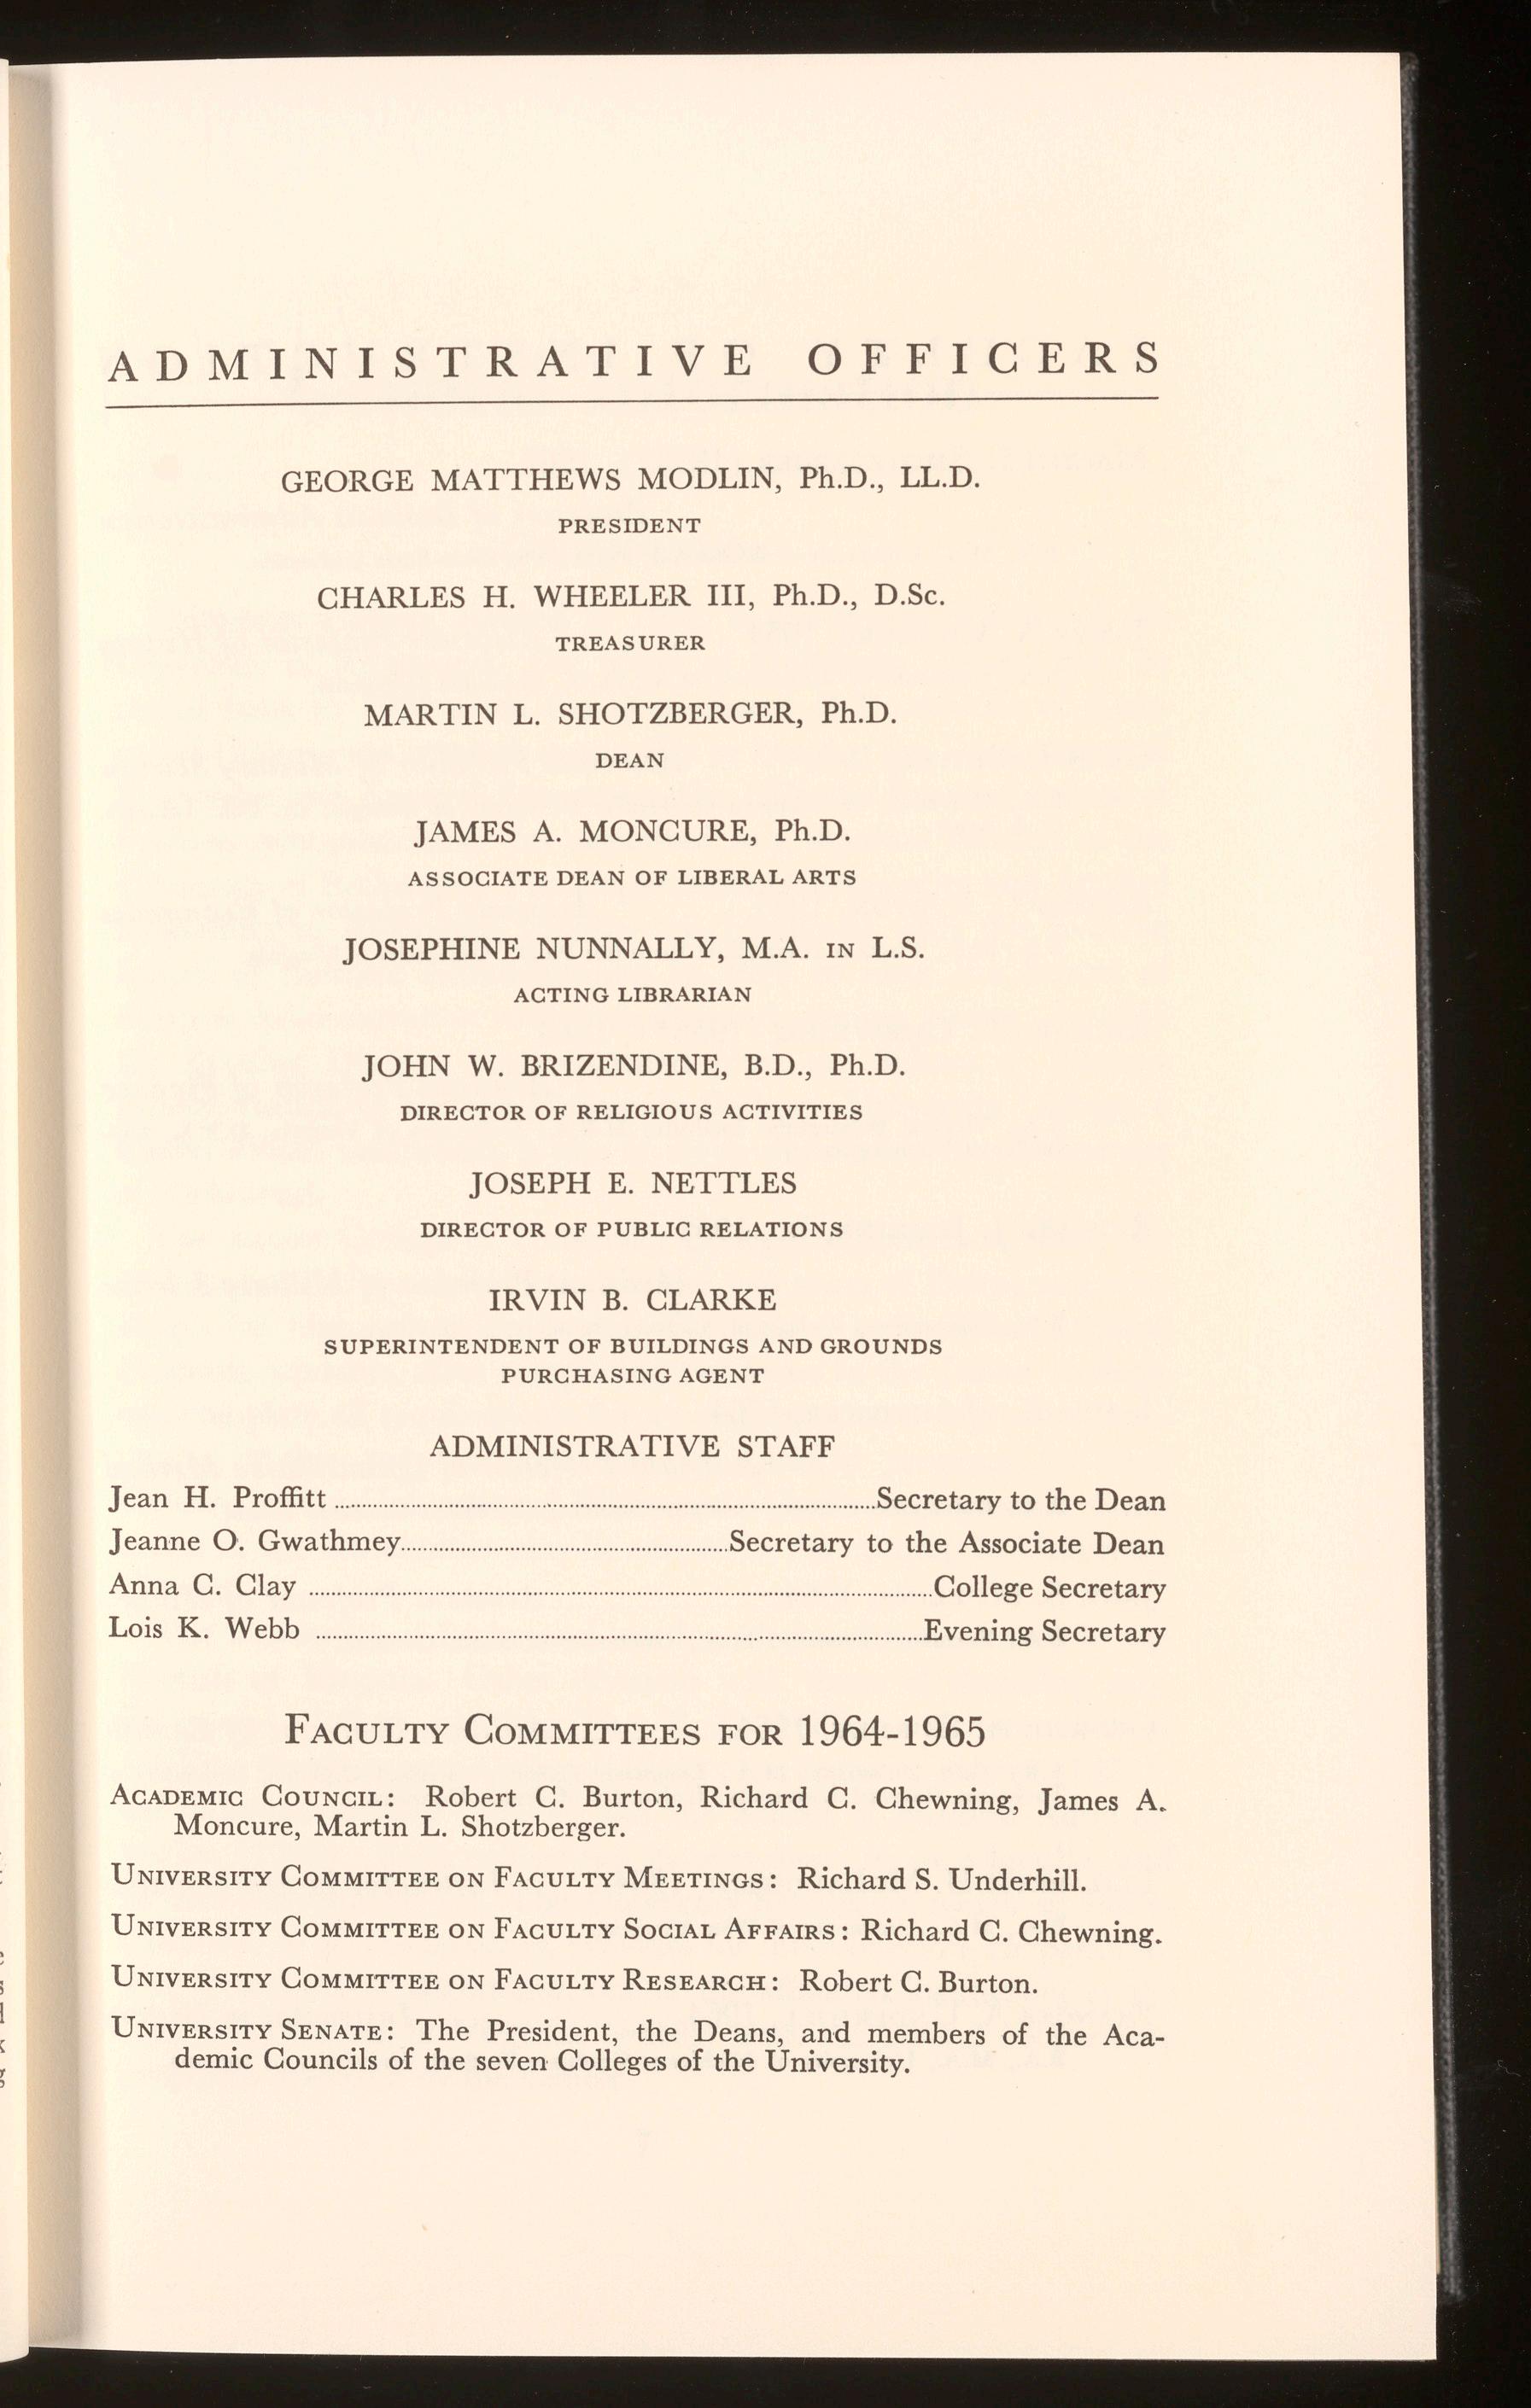 ADMINISTRATIVE OFFICERS
GEORGE MATTHEWS MODLIN, Ph.D., LL.D.
PRESIDENT
CHARLES H. WHEELER III, Ph.D., D.Sc.
TREASURER
MARTIN L. SHOTZBERGER, Ph.D.
DEAN
JAMES A. MONCURE, Ph.D.
ASSOCIATE DEAN OF LIBERAL ARTS
JOSEPHINE NUNNALLY, M.A. IN L.S.
ACTING LIBRARIAN
JOHN W. BRIZENDINE, B.D., Ph.D.
DIRECTOR OF RELIGIOUS ACTIVITIES
JOSEPH E. NETTLES
DIRECTOR OF PUBLIC RELATIONS
IRVIN B. CLARKE
SUPERINTENDENT OF BUILDINGS AND GROUNDS
PURCHASING AGENT
ADMINISTRATIVE STAFF
Jean H. Proffitt ........ Secretary to the Dean
Jeanne O. Gwathmey ........ Secretary to the Associate Dean
Anna C. Clay ........ College Secretary
Lois K. Webb ........ Evening Secretary
FACULTY COMMITTEES FOR 1964-1965
ACADEMIC COUNCIL: Robert C. Burton, Richard C. Chewning, James A.
Moncure, Martin L. Shotzberger.
UNIVERSITY COMMITTEE ON FACULTY MEETINGS: Richard S. Underhill.
UNIVERSITY COMMITTEE ON FACULTY SOCIAL AFFAIRS: Richard C. Chewning.
UNIVERSITY COMMITTEE ON FACULTY RESEARCH: Robert C. Burton.
UNIVERSITY SENATE: The President, the Deans, and members of the Aca-
demic Councils of the seven Colleges of the University.